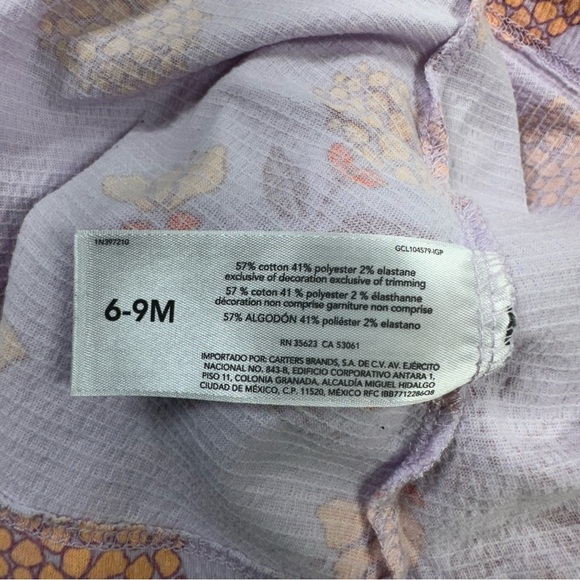 1N397210
GCL104579-IGP
6-9M
57% cotton 41% polyester 2% elastane
exclusive of decoration exclusive of trimming
57 % coton 41 % polyester 2 % élasthanne
décoration non comprise garniture non comprise
57% ALGODÓN 41% poliéster 2% elastano
RN 35623 CA 53061
IMPORTADO POR: CARTERS BRANDS, S.A. DE C.V. AV. EJÉRCITO
NACIONAL NO. 843-B, EDIFICIO CORPORATIVO ANTARA 1,
PISO 11, COLONIA GRANADA, ALCALDÍA MIGUEL HIDALGO
CIUDAD DE MÉXICO, C.P. 11520, MÉXICO RFC IBB7712286O8